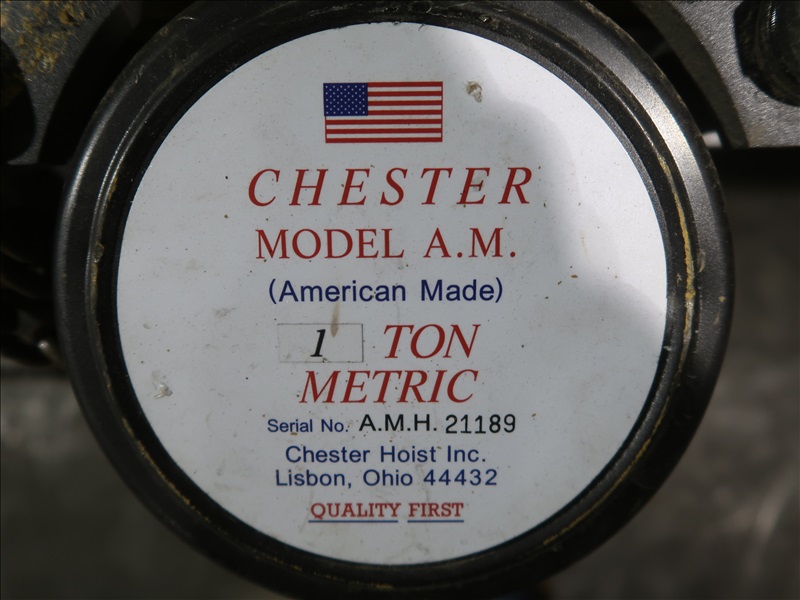 CHESTER
MODEL A.M.
(American Made)
1 TON
METRIC
Serial No. A.M.H. 21189
Chester Hoist Inc.
Lisbon, Ohio 44432
QUALITY FIRST